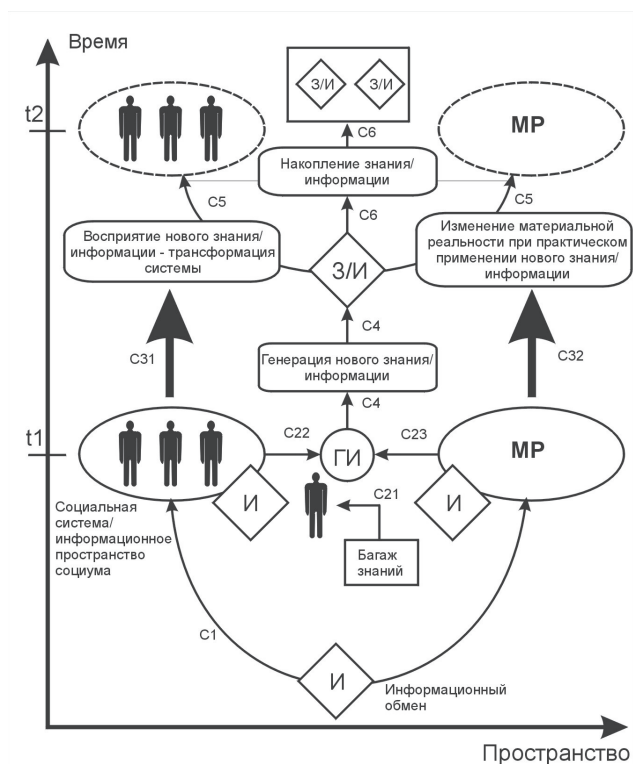 Время
t2
З/И З/И
С6
МР
Накопление знания/
информации
С5
С6
С5
Восприятие нового знания/
информации - трансформация
системы
Изменение материальной
реальности при практическом
применении нового знания/
информации
З/И
С4
С31
С32
Генерация нового знания/
информации
С4
t1
С22
ГИ
С23
МР
И
И
С21
Социальная
система/
информационное
пространство
социума
Багаж
знаний
С1
И
Информационный
обмен
Пространство